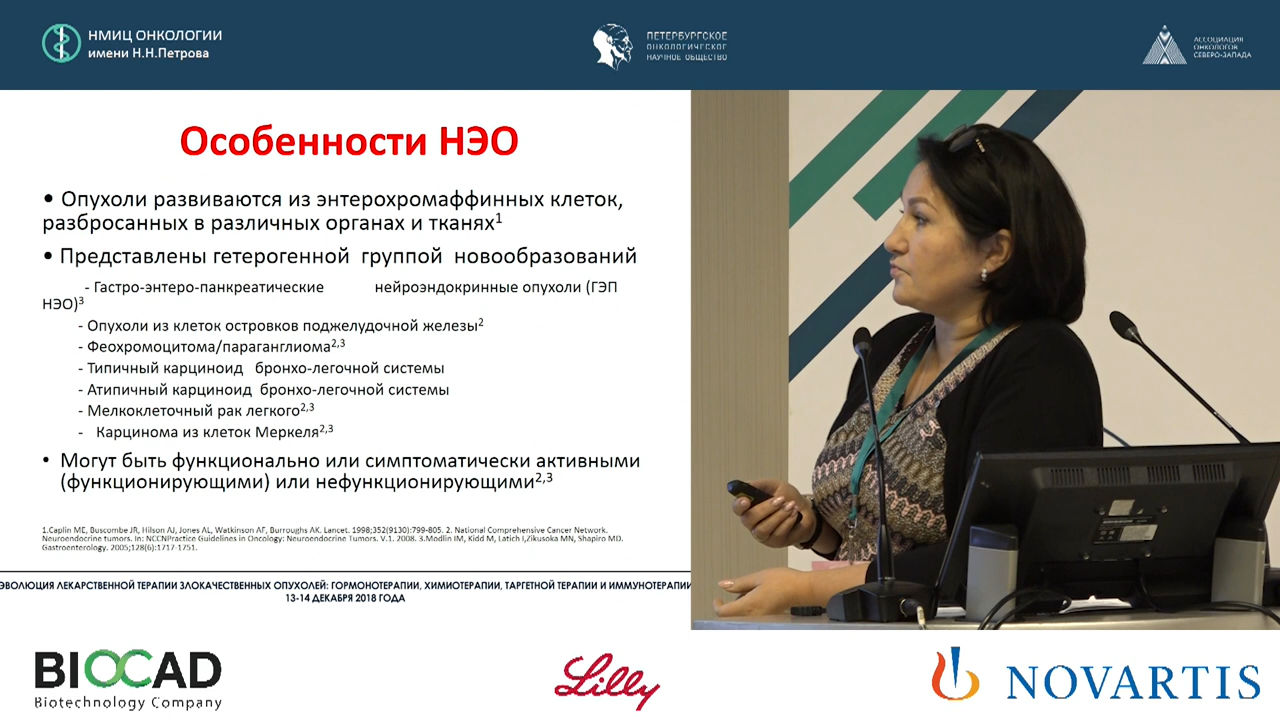 НМИЦ ОНКОЛОГИИ
имени Н.Н.Петрова
ПЕТЕРБУРГСКОЕ
ОНКОЛОГИЧЕСКОЕ
НАУЧНОЕ ОБЩЕСТВО
АССОЦИАЦИЯ
ОНКОЛОГОВ
СЕВЕРО-ЗАПАДА
Особенности НЭО
• Опухоли развиваются из энтерохромаффинных клеток,
разбросанных в различных органах и тканях1
• Представлены гетерогенной группой новообразований
- Гастро-энтеро-панкреатические нейроэндокринные опухоли (ГЭП
НЭО)3
- Опухоли из клеток островков поджелудочной железы2
- Феохромоцитома/параганглиома2,3
- Типичный карциноид бронхо-легочной системы
- Атипичный карциноид бронхо-легочной системы
- Мелкоклеточный рак легкого2,3
- Карцинома из клеток Меркеля2,3
• Могут быть функционально или симптоматически активными
(функционирующими) или нефункционирующими2,3
1.Caplin ME, Buscombe JR, Hilson AJ, Jones AL, Watkinson AF, Burroughs AK. Lancet. 1998;352(9130):799-805. 2. National Comprehensive Cancer Network.
Neuroendocrine tumors. In: NCCNPractice Guidelines in Oncology: Neuroendocrine Tumors. V.1. 2008. 3.Modlin IM, Kidd M, Latich I,Zikusoka MN, Shapiro MD.
Gastroenterology. 2005;128(6):1717-1751.
ЭВОЛЮЦИЯ ЛЕКАРСТВЕННОЙ ТЕРАПИИ ЗЛОКАЧЕСТВЕННЫХ ОПУХОЛЕЙ: ГОРМОНОТЕРАПИИ, ХИМИОТЕРАПИИ, ТАРГЕТНОЙ ТЕРАПИИ И ИММУНОТЕРАПИИ
13-14 ДЕКАБРЯ 2018 ГОДА
BIOCAD
Biotechnology Company
Lilly
NOVARTIS